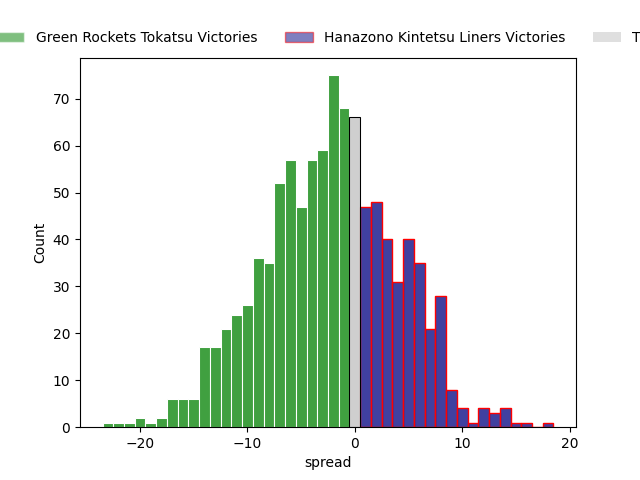 Green Rockets Tokatsu Victories Hanazono Kintetsu Liners Victories T
70
60
50
40
30
20
10
0
Count
−20 −10 0 10 20
spread